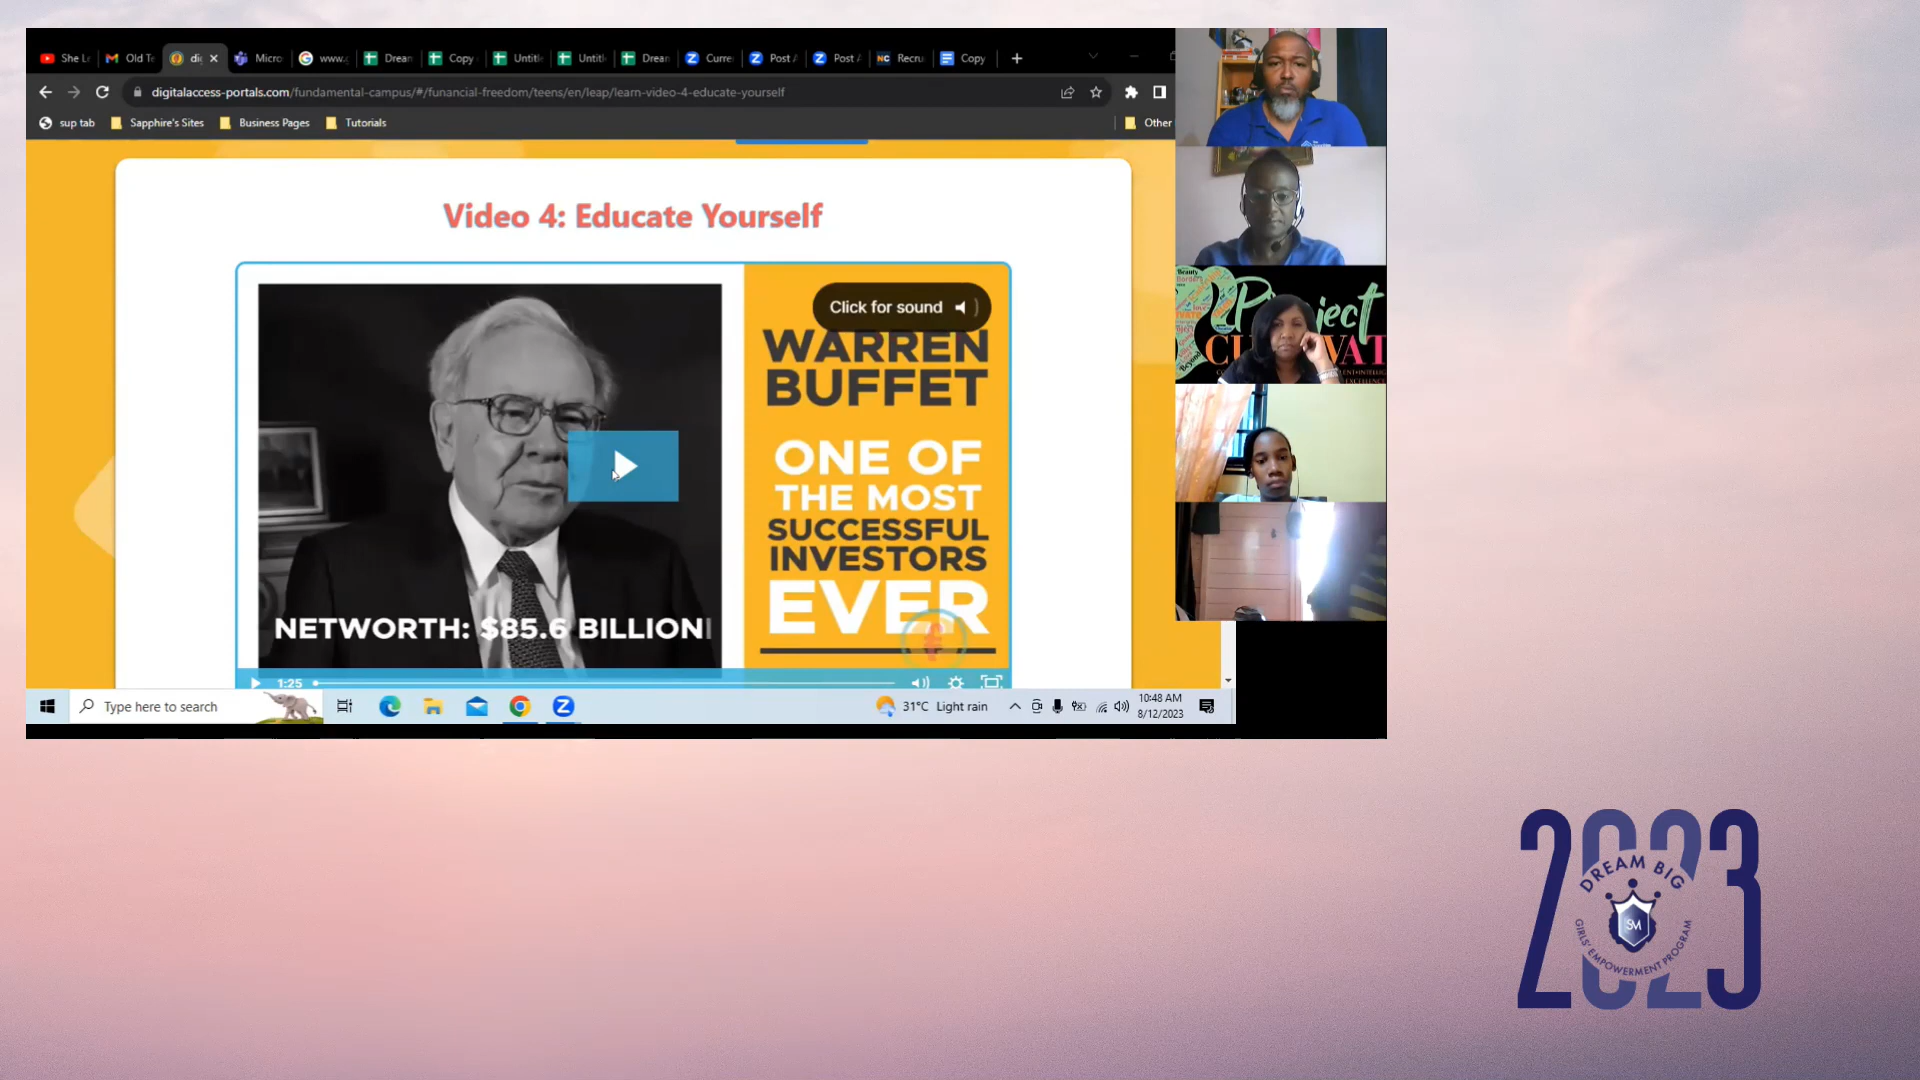 She Le
Old Te
di
Micro
www.
Drean
Copy
Untitl
Untitl
Drean
Curre
Post A
Post A
NC Recru
Copy
digitalaccess-portals.com/fundamental-campus/#/funancial-freedom/teens/en/leap/learn-video-4-educate-yourself
sup tab
Sapphire's Sites
Business Pages
Tutorials
Other
Video 4: Educate Yourself
Click for sound
WARREN
BUFFET
ONE OF
THE MOST
SUCCESSFUL
INVESTORS
EVER
NETWORTH: $85.6 BILLION
1:25
Type here to search
31°C Light rain
10:48 AM
8/12/2023
Project
2023
DREAM BIG
SM
GIRLS' EMPOWERMENT PROGRAM